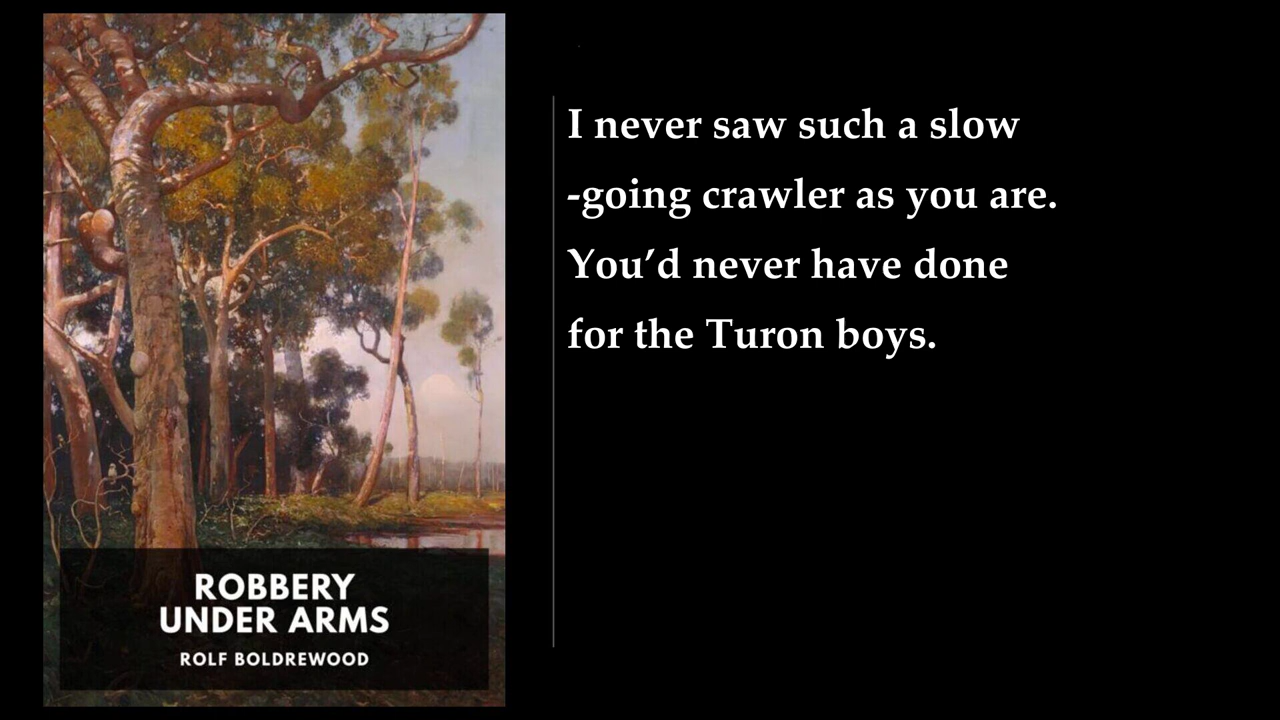 I never saw such a slow
-going crawler as you are.
You’d never have done
for the Turon boys.
ROBBERY
UNDER ARMS
ROLF BOLDREWOOD